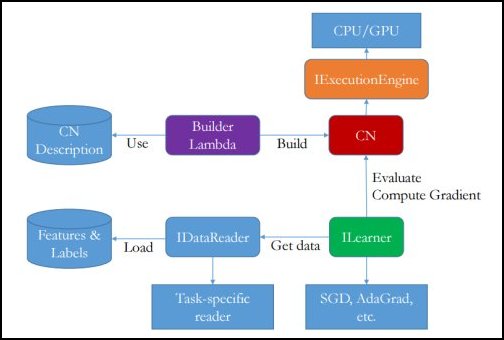 CPU/GPU
IExecutionEngine
CN
Description
Use
Builder
Lambda
Build
CN
Evaluate
Compute Gradient
Features &
Labels
Load
IDataReader
Get data
ILearner
Task-specific
reader
SGD, AdaGrad,
etc.